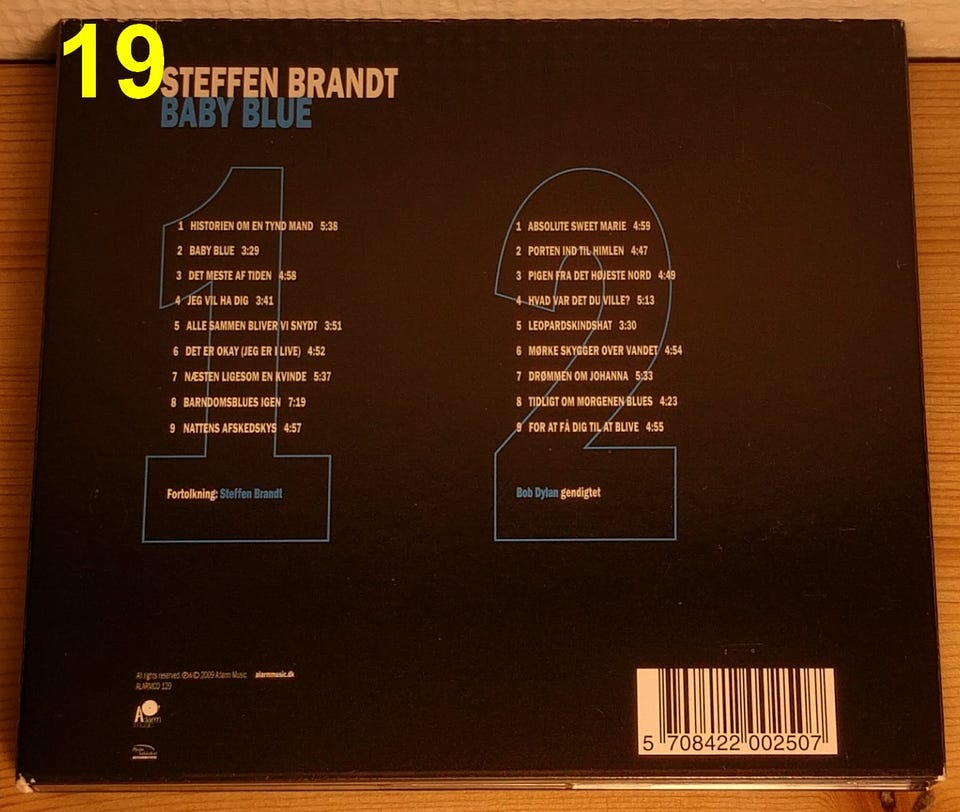 19
STEFFEN BRANDT
BABY BLUE
1 HISTORIEN OM EN TYND MAND 5:38
2 BABY BLUE 3:29
3 DET MESTE AF TIDEN 4:58
4 JEG VIL HA DIG 3:41
5 ALLE SAMMEN BLIVER VI SNYDT 3:51
6 DET ER OKAY (JEG ER I LIVE) 4:52
7 NÆSTEN LIGESOM EN KVINDE 5:37
8 BARNDOMSBLUES IGEN 7:19
9 NATTENS AFSKEDSKYS 4:57
Fortolkning: Steffen Brandt
1
2
1 ABSOLUTE SWEET MARIE 4:59
2 PORTEN IND TIL HIMLEN 4:47
3 PIGEN FRA DET HØJESTE NORD 4:49
4 HVAD VAR DET DU VILLE? 5:13
5 LEOPARDSKINDSHAT 3:30
6 MØRKE SKYGGER OVER VANDET 4:54
7 DRØMMEN OM JOHANNA 5:33
8 TIDLIGT OM MORGENEN BLUES 4:23
9 FOR AT FÅ DIG TIL AT BLIVE 4:55
Bob Dylan gendigtet
All rights reserved. ℗&© 2009 Adarm Music alarmmusic.dk
ALARMCD 129
Adarm
5 708422 002507